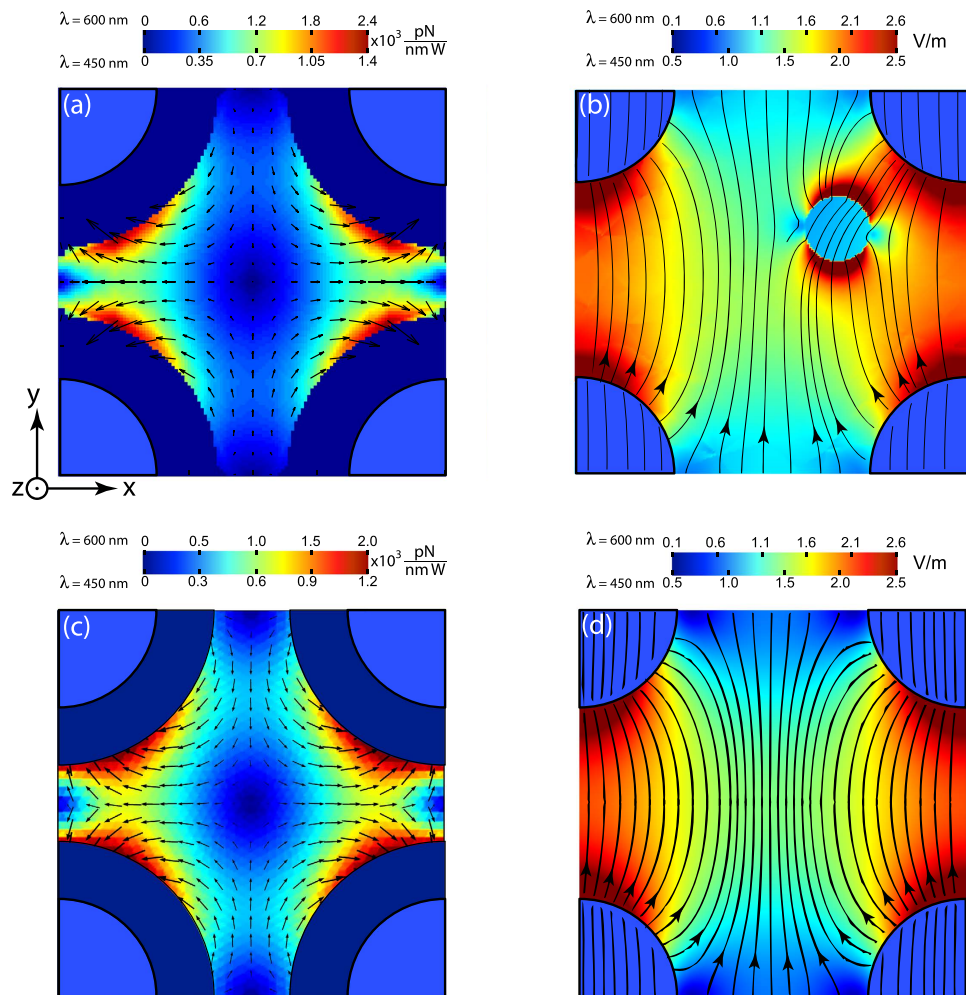 λ = 600 nm 0 0.6 1.2 1.8 2.4
x10³ pN/nm W
λ = 450 nm 0 0.35 0.7 1.05 1.4
(a)
λ = 600 nm 0.1 0.6 1.1 1.6 2.1 2.6
V/m
λ = 450 nm 0.5 1.0 1.5 2.0 2.5
(b)
y
z x
λ = 600 nm 0 0.5 1.0 1.5 2.0
x10³ pN/nm W
λ = 450 nm 0 0.3 0.6 0.9 1.2
(c)
λ = 600 nm 0.1 0.6 1.1 1.6 2.1 2.6
V/m
λ = 450 nm 0.5 1.0 1.5 2.0 2.5
(d)